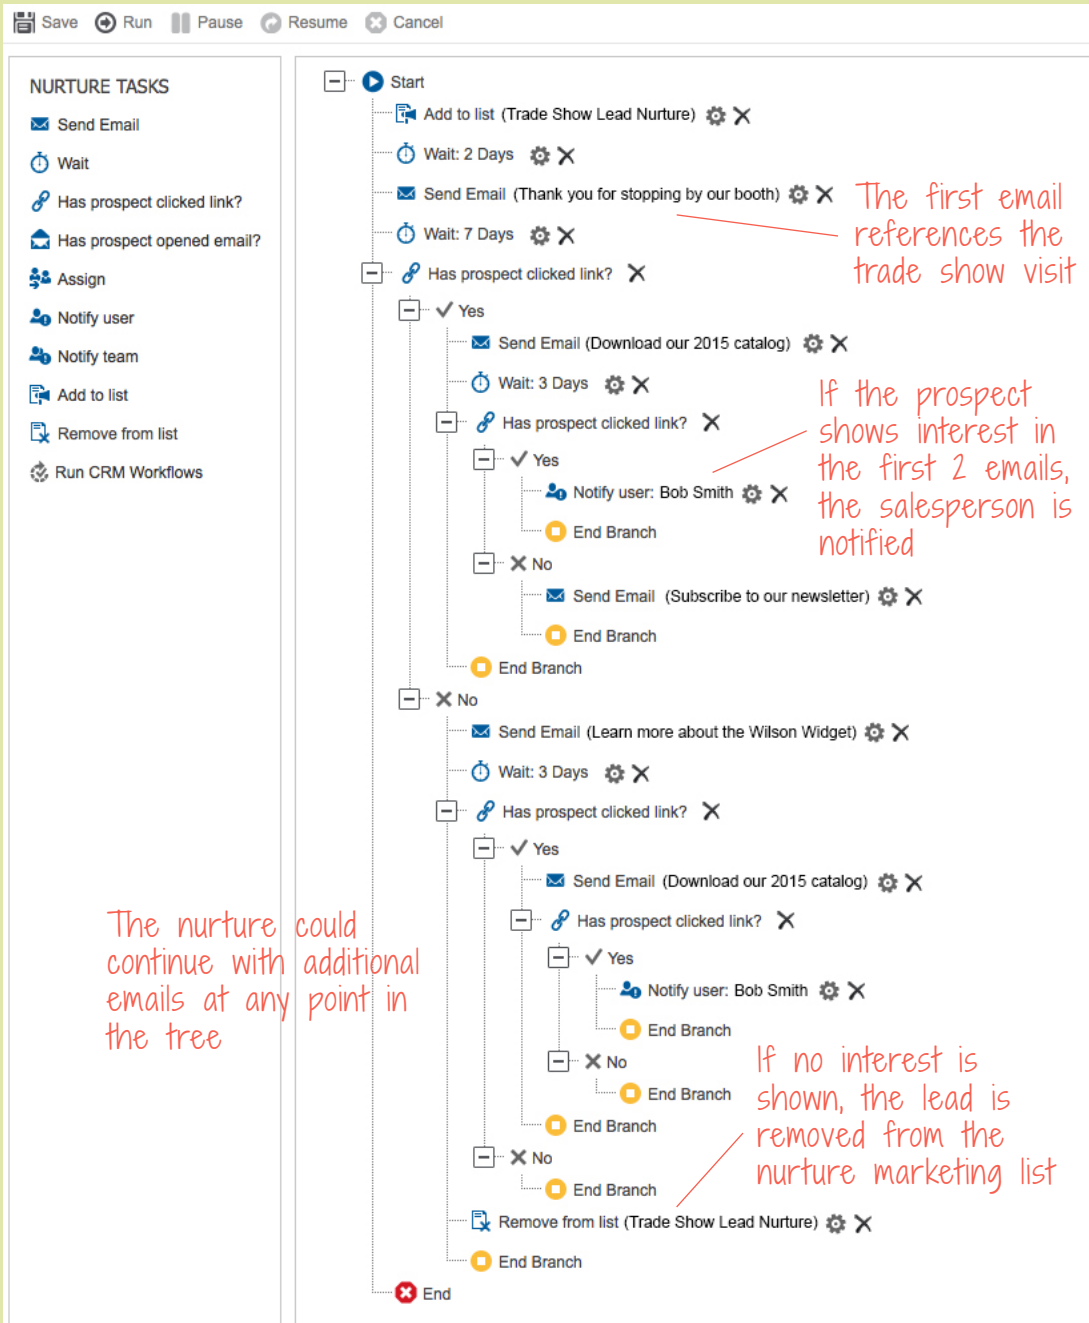 Save Run Pause Resume Cancel
NURTURE TASKS
Send Email
Wait
Has prospect clicked link?
Has prospect opened email?
Assign
Notify user
Notify team
Add to list
Remove from list
Run CRM Workflows
Start
Add to list (Trade Show Lead Nurture)
Wait: 2 Days
Send Email (Thank you for stopping by our booth)
Wait: 7 Days
The first email
references the
trade show visit
Has prospect clicked link?
Yes
Send Email (Download our 2015 catalog)
Wait: 3 Days
Has prospect clicked link?
Yes
Notify user: Bob Smith
End Branch
If the prospect
shows interest in
the first 2 emails,
the salesperson is
notified
No
Send Email (Subscribe to our newsletter)
End Branch
End Branch
No
Send Email (Learn more about the Wilson Widget)
Wait: 3 Days
Has prospect clicked link?
Yes
Send Email (Download our 2015 catalog)
Has prospect clicked link?
Yes
Notify user: Bob Smith
End Branch
The nurture could
continue with additional
emails at any point in
the tree
No
End Branch
End Branch
No
End Branch
If no interest is
shown, the lead is
removed from the
nurture marketing list
Remove from list (Trade Show Lead Nurture)
End Branch
End